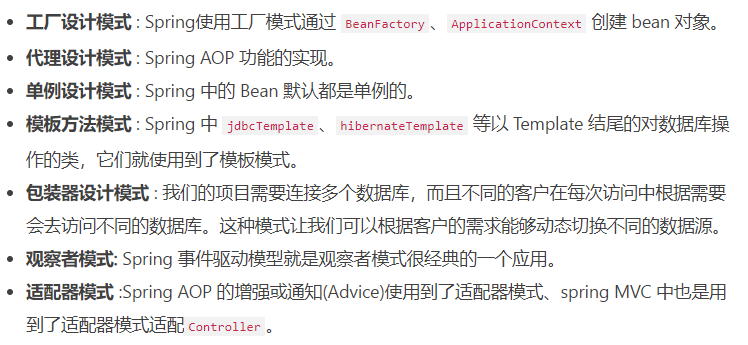 工厂设计模式 : Spring使用工厂模式通过 BeanFactory、ApplicationContext 创建 bean 对象。
代理设计模式 : Spring AOP 功能的实现。
单例设计模式 : Spring 中的 Bean 默认都是单例的。
模板方法模式 : Spring 中 jdbcTemplate、hibernateTemplate 等以 Template 结尾的对数据库操
作的类，它们就使用到了模板模式。
包装器设计模式 : 我们的项目需要连接多个数据库，而且不同的客户在每次访问中根据需要
会去访问不同的数据库。这种模式让我们可以根据客户的需求能够动态切换不同的数据源。
观察者模式: Spring 事件驱动模型就是观察者模式很经典的一个应用。
适配器模式 :Spring AOP 的增强或通知(Advice)使用到了适配器模式、spring MVC 中也是用
到了适配器模式适配Controller。